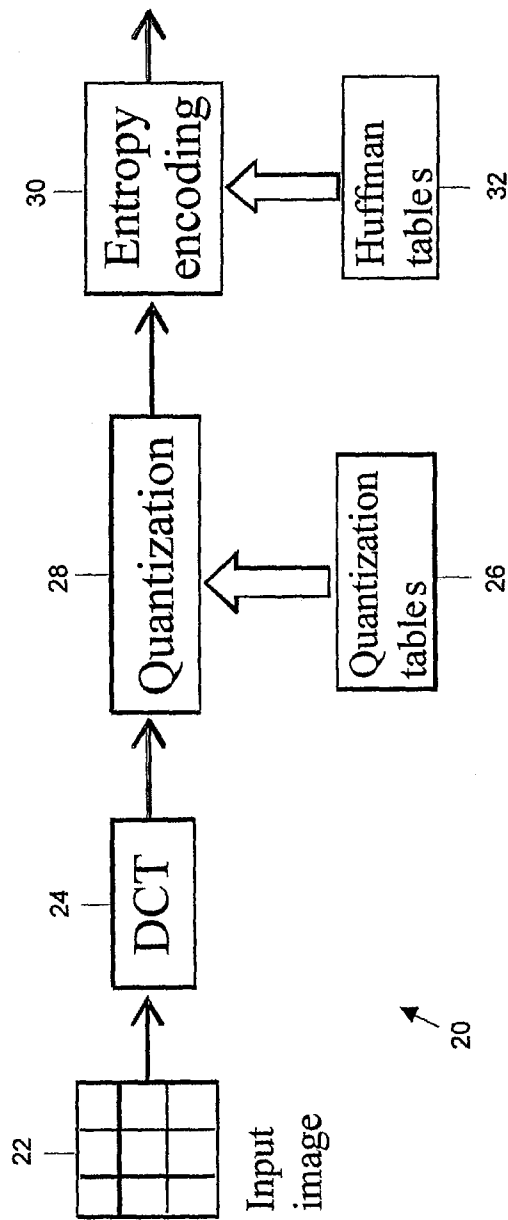 22
Input
image
24
DCT
28
Quantization
Quantization
tables
26
30
Entropy
encoding
Huffman
tables
32
20